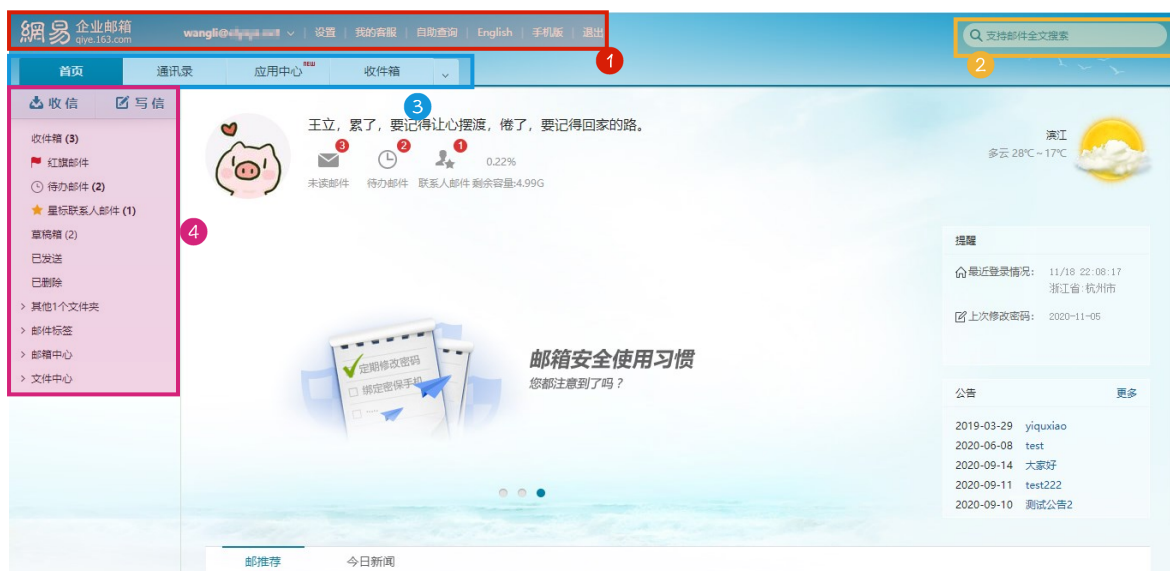 網易 企业邮箱
qiye.163.com
wangli@ | 设置 | 我的客服 | 自助查询 | English | 手机版 | 退出
支持邮件全文搜索
1
2
首页 通讯录 应用中心 new 收件箱
3
收信 写信
收件箱 (3)
红旗邮件
待办邮件 (2)
星标联系人邮件 (1)
草稿箱 (2)
已发送
已删除
其他1个文件夹
邮件标签
邮箱中心
文件中心
4
王立，累了，要记得让心摆渡，倦了，要记得回家的路。
3 2 1
0.22%
未读邮件 待办邮件 联系人邮件 剩余容量:4.99G
滨江
多云 28℃~17℃
定期修改密码
绑定密保手机
邮箱安全使用习惯
您都注意到了吗？
提醒
最近登录情况: 11/18 22:08:17
浙江省·杭州市
上次修改密码: 2020-11-05
公告 更多
2019-03-29 yiquxiao
2020-06-08 test
2020-09-14 大家好
2020-09-11 test222
2020-09-10 测试公告2
邮推荐 今日新闻